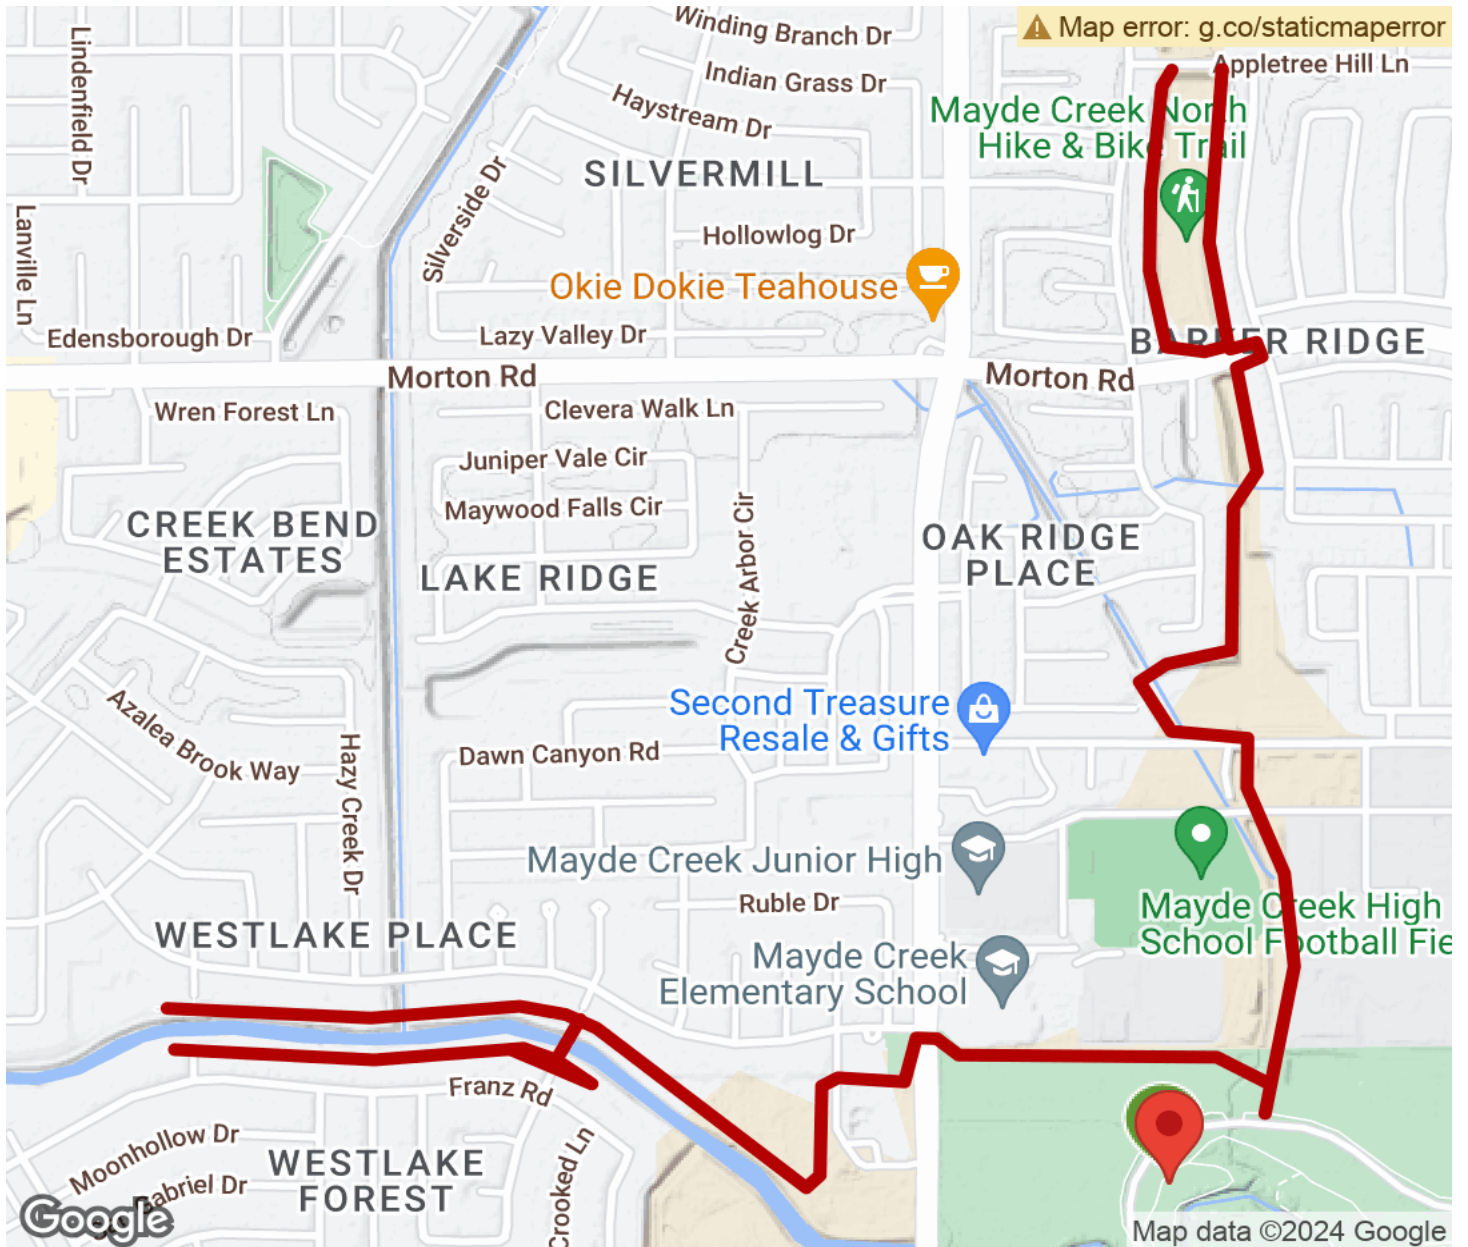 Winding Branch Dr
Map error: g.co/staticmaperror
Lindenfield Dr
Indian Grass Dr
Appletree Hill Ln
Haystream Dr
Mayde Creek North
Hike & Bike Trail
SILVERMILL
Silverside Dr
Lanville Ln
Hollowlog Dr
Okie Dokie Teahouse
Edensborough Dr
Lazy Valley Dr
BARKER RIDGE
Morton Rd
Morton Rd
Wren Forest Ln
Clevera Walk Ln
Juniper Vale Cir
Maywood Falls Cir
CREEK BEND
ESTATES
Creek Arbor Cir
OAK RIDGE
PLACE
LAKE RIDGE
Azalea Brook Way
Hazy Creek Dr
Second Treasure
Resale & Gifts
Dawn Canyon Rd
Mayde Creek Junior High
Ruble Dr
Mayde Creek High
School Football Fie
WESTLAKE PLACE
Mayde Creek
Elementary School
Franz Rd
Moonhollow Dr
WESTLAKE
FOREST
Crooked Ln
Gabriel Dr
Google
Map data ©2024 Google